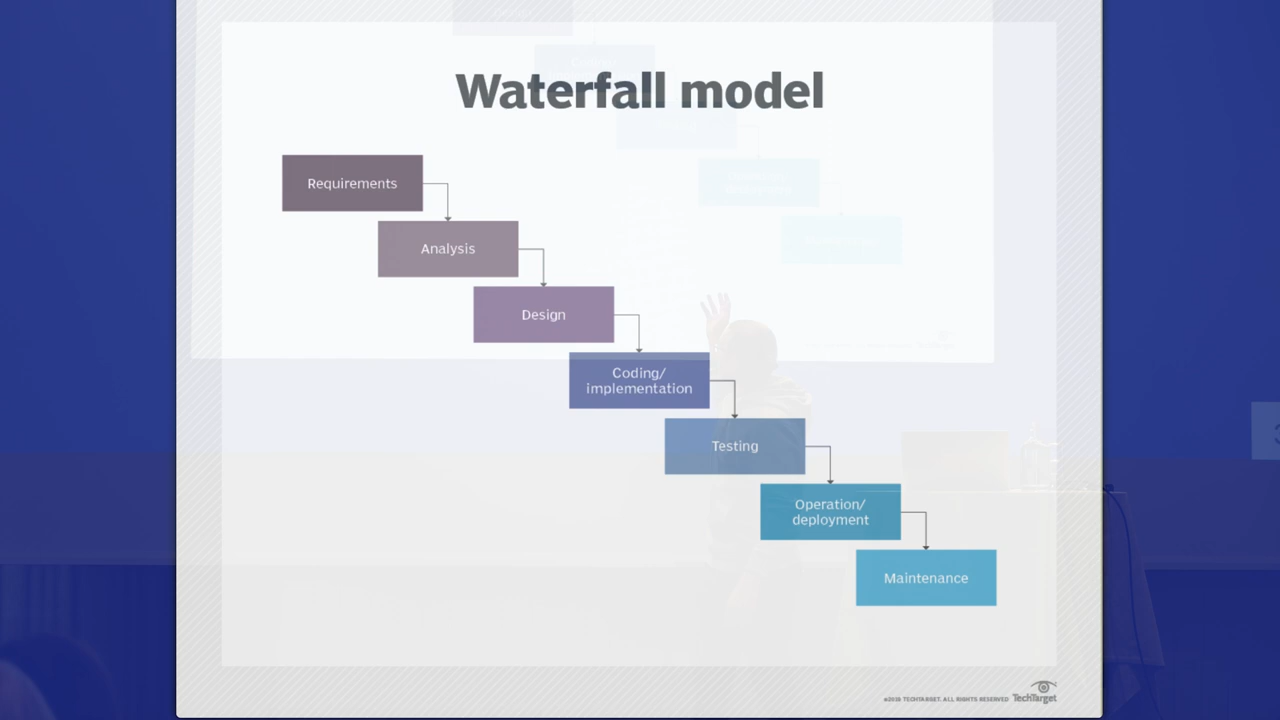 Waterfall model
Requirements
Analysis
Design
Coding/
implementation
Testing
Operation/
deployment
Maintenance
©2019 TECHTARGET. ALL RIGHTS RESERVED TechTarget